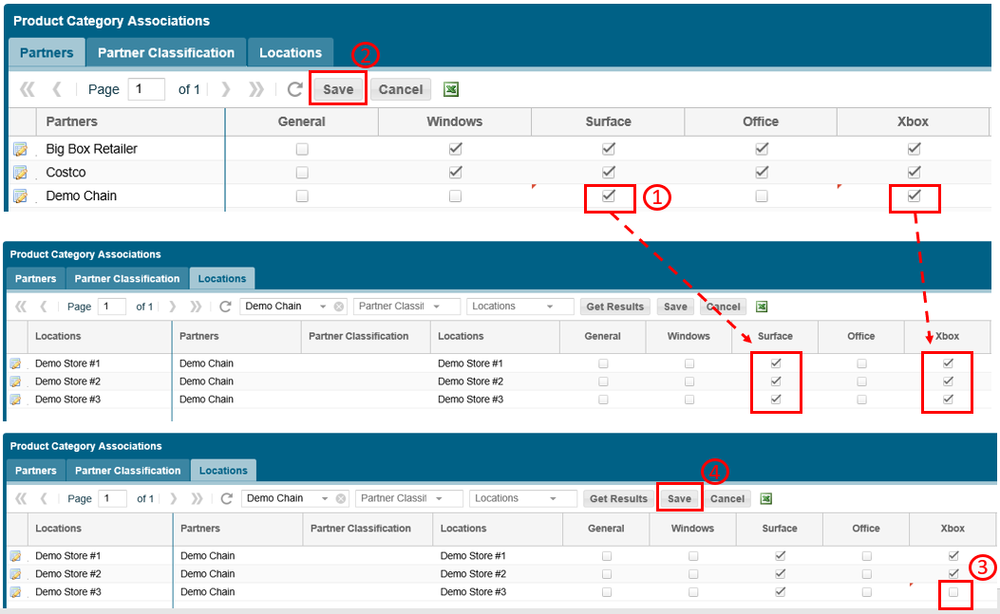 Product Category Associations
Partners Partner Classification Locations
②
Page 1 of 1 Save Cancel
Partners General Windows Surface Office Xbox
Big Box Retailer
Costco
Demo Chain
①
Product Category Associations
Partners Partner Classification Locations
Page 1 of 1 Demo Chain Partner Classif Locations Get Results Save Cancel
Locations Partners Partner Classification Locations General Windows Surface Office Xbox
Demo Store #1 Demo Chain Demo Store #1
Demo Store #2 Demo Chain Demo Store #2
Demo Store #3 Demo Chain Demo Store #3
Product Category Associations
Partners Partner Classification Locations
④
Page 1 of 1 Demo Chain Partner Classif Locations Get Results Save Cancel
Locations Partners Partner Classification Locations General Windows Surface Office Xbox
Demo Store #1 Demo Chain Demo Store #1
③
Demo Store #2 Demo Chain Demo Store #2
Demo Store #3 Demo Chain Demo Store #3